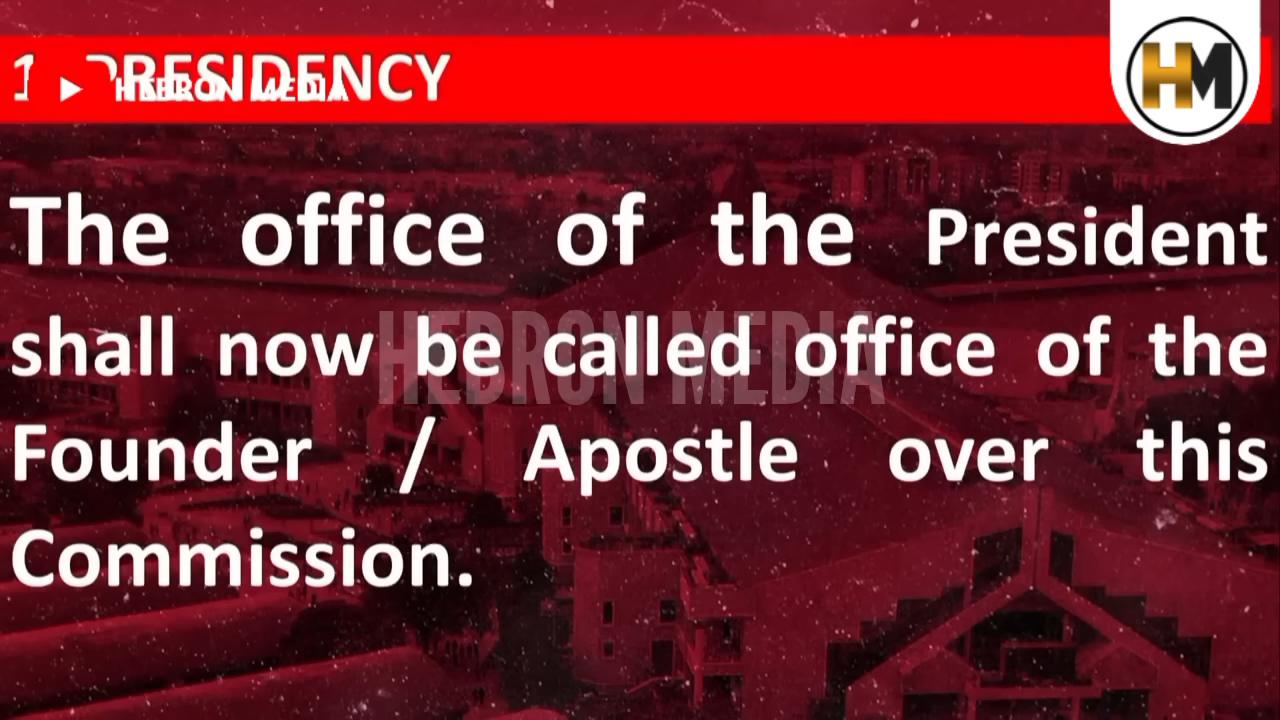 1. PRESIDENCY
HEBRON MEDIA
HM
The office of the President
shall now be called office of the
HEBRON MEDIA
Founder / Apostle over this
Commission.